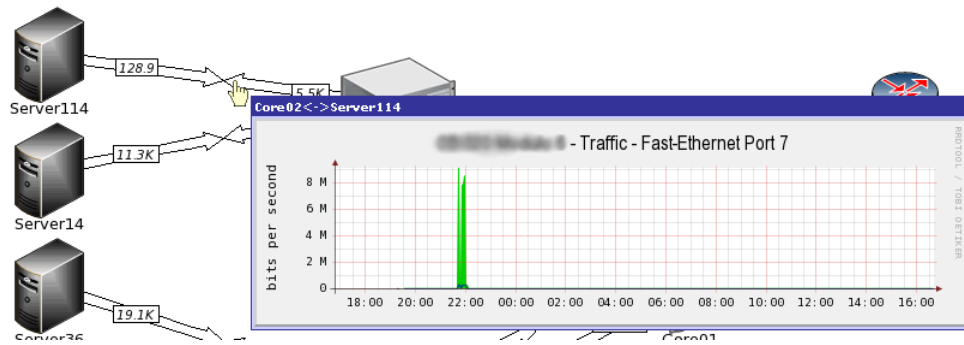 128.9
5.5K
Server114
Core02<->Server114
- Traffic - Fast-Ethernet Port 7
11.3K
Server14
bits per second
8 M
6 M
4 M
2 M
0
18:00 20:00 22:00 00:00 02:00 04:00 06:00 08:00 10:00 12:00 14:00 16:00
RRDTOOL / TOBI OETIKER
19.1K
Server36
Core01